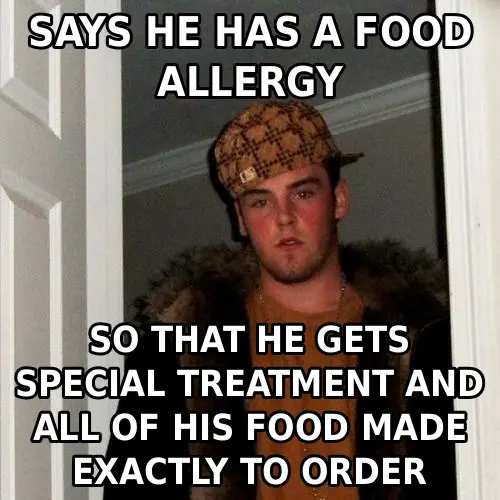 SAYS HE HAS A FOOD
ALLERGY
SO THAT HE GETS
SPECIAL TREATMENT AND
ALL OF HIS FOOD MADE
EXACTLY TO ORDER